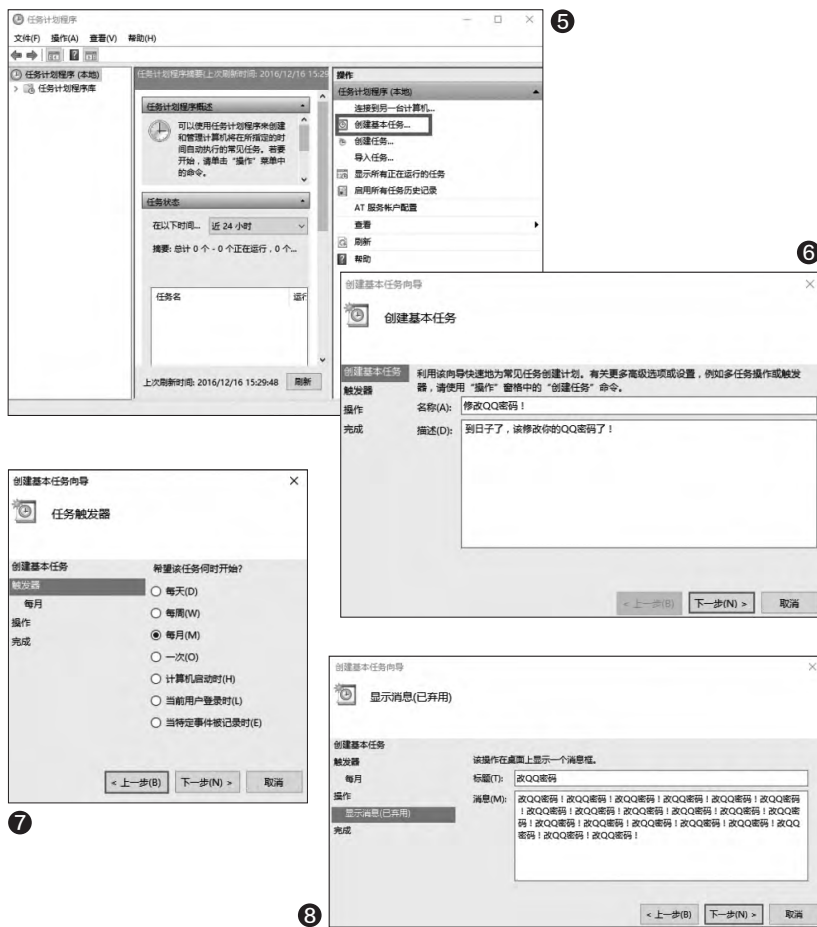 任务计划程序
❺
文件(F) 操作(A) 查看(V) 帮助(H)
任务计划程序 (本地)
任务计划程序库
任务计划程序摘要(上次刷新时间: 2016/12/16 15:29
任务计划程序概述
可以使用任务计划程序来创建
和管理计算机将在所指定的时
间自动执行的常见任务。若要
开始，请单击“操作”菜单中
的命令。
任务状态
在以下时间... 近 24 小时
摘要: 总计 0 个 - 0 个正在运行，0 个...
任务名 运行
上次刷新时间: 2016/12/16 15:29:48 刷新
操作
任务计划程序 (本地)
连接到另一台计算机...
创建基本任务...
创建任务...
导入任务...
显示所有正在运行的任务
启用所有任务历史记录
AT 服务帐户配置
查看
刷新
帮助
❻
创建基本任务向导
创建基本任务
创建基本任务
触发器
操作
完成
利用该向导快速地为常见任务创建计划。有关更多高级选项或设置，例如多任务操作或触发
器，请使用“操作”窗格中的“创建任务”命令。
名称(A): 修改QQ密码！
描述(D): 到日子了，该修改你的QQ密码了！
< 上一步(B) 下一步(N) > 取消
创建基本任务向导
任务触发器
创建基本任务
触发器
每月
操作
完成
希望该任务何时开始?
每天(D)
每周(W)
每月(M)
一次(O)
计算机启动时(H)
当前用户登录时(L)
当特定事件被记录时(E)
< 上一步(B) 下一步(N) > 取消
❼
创建基本任务向导
显示消息(已弃用)
创建基本任务
触发器
每月
操作
显示消息(已弃用)
完成
该操作在桌面上显示一个消息框。
标题(T): 改QQ密码
消息(M): 改QQ密码！改QQ密码！改QQ密码！改QQ密码！改QQ密码！改QQ密码
！改QQ密码！改QQ密码！改QQ密码！改QQ密码！改QQ密码！改QQ密
码！改QQ密码！改QQ密码！改QQ密码！改QQ密码！改QQ密码！改QQ
密码！改QQ密码！改QQ密码！
< 上一步(B) 下一步(N) > 取消
❽